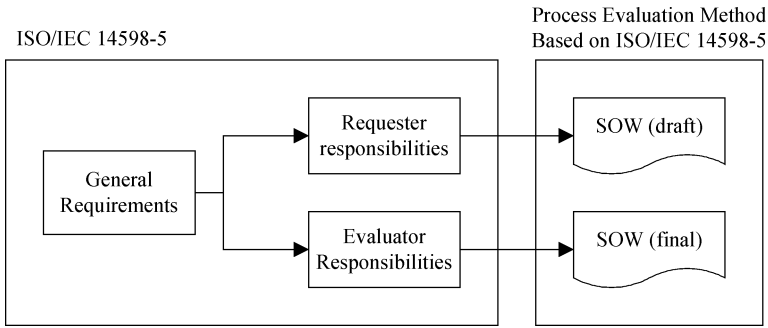 ISO/IEC 14598-5
Process Evaluation Method
Based on ISO/IEC 14598-5
General
Requirements
Requester
responsibilities
Evaluator
Responsibilities
SOW (draft)
SOW (final)